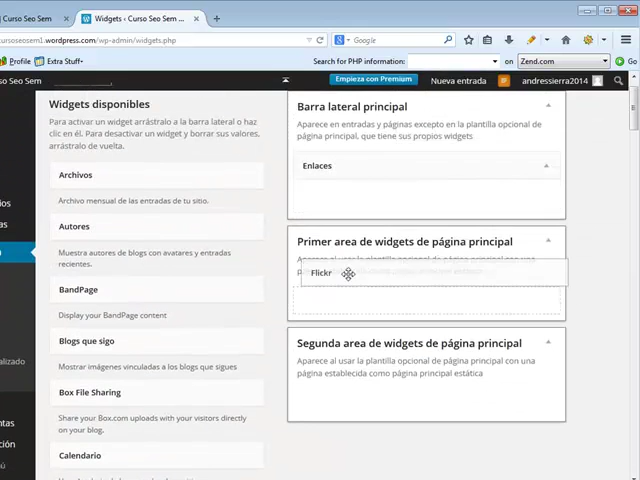 Curso Seo Sem
Widgets ‹ Curso Seo Sem ...
cursoseosem1.wordpress.com/wp-admin/widgets.php
Google
Profile
Extra Stuff
Search for PHP information:
Zend.com
Go
so Seo Sem
Empieza con Premium
Nueva entrada
andressierra2014
Widgets disponibles
Para activar un widget arrástralo a la barra lateral o haz
clic en él. Para desactivar un widget y borrar sus valores,
arrástralo de vuelta.
Archivos
Archivo mensual de las entradas de tu sitio.
Autores
Muestra autores de blogs con avatares y entradas
recientes.
BandPage
Display your BandPage content
Blogs que sigo
Mostrar imágenes vinculadas a los blogs que sigues
Box File Sharing
Share your Box.com uploads with your visitors directly
on your blog.
Calendario
Barra lateral principal
Aparece en entradas y páginas excepto en la plantilla opcional de
página principal, que tiene sus propios widgets
Enlaces
Primer area de widgets de página principal
Flickr
Segunda area de widgets de página principal
Aparece al usar la plantilla opcional de página principal con una
página establecida como página principal estática